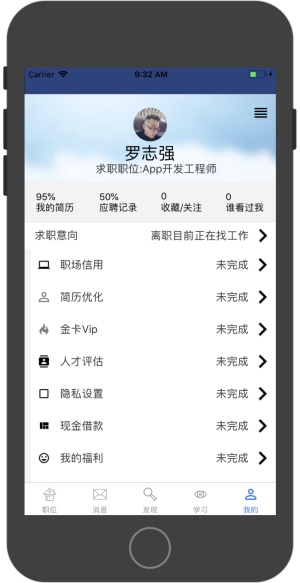 Carrier 9:32 AM
罗志强
求职职位:App开发工程师
95% 50% 0 0
我的简历 应聘记录 收藏/关注 谁看过我
求职意向 离职目前正在找工作
职场信用 未完成
简历优化 未完成
金卡Vip 未完成
人才评估 未完成
隐私设置 未完成
现金借款 未完成
我的福利 未完成
职位 消息 发现 学习 我的